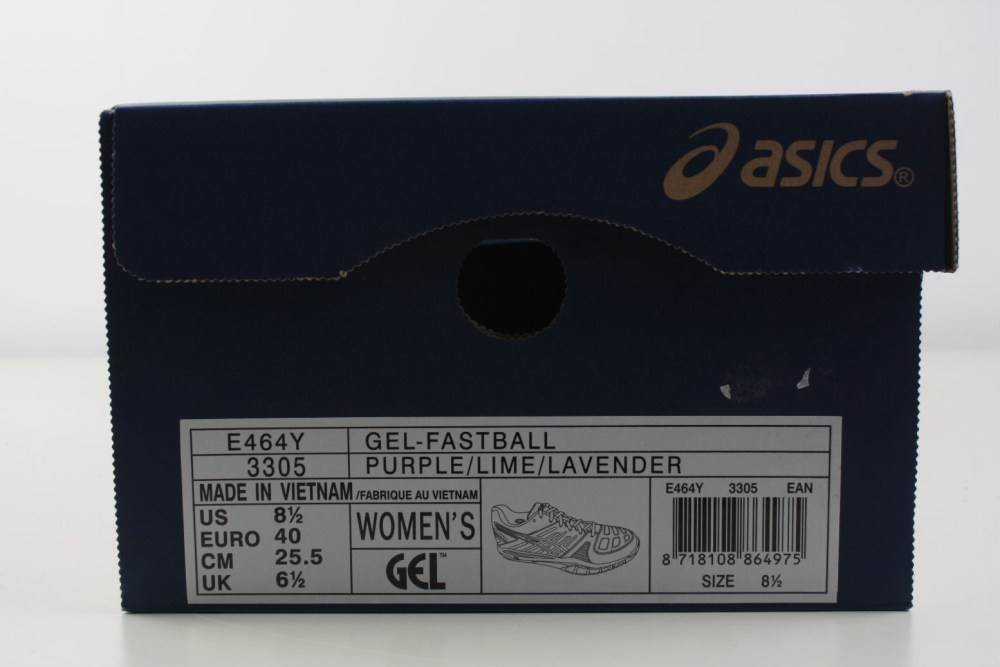 asics®
E464Y GEL-FASTBALL
3305 PURPLE/LIME/LAVENDER
MADE IN VIETNAM /FABRIQUE AU VIETNAM
US 8½
EURO 40
CM 25.5
UK 6½
WOMEN'S
GEL™
E464Y 3305 EAN
8 718108 864975
SIZE 8½